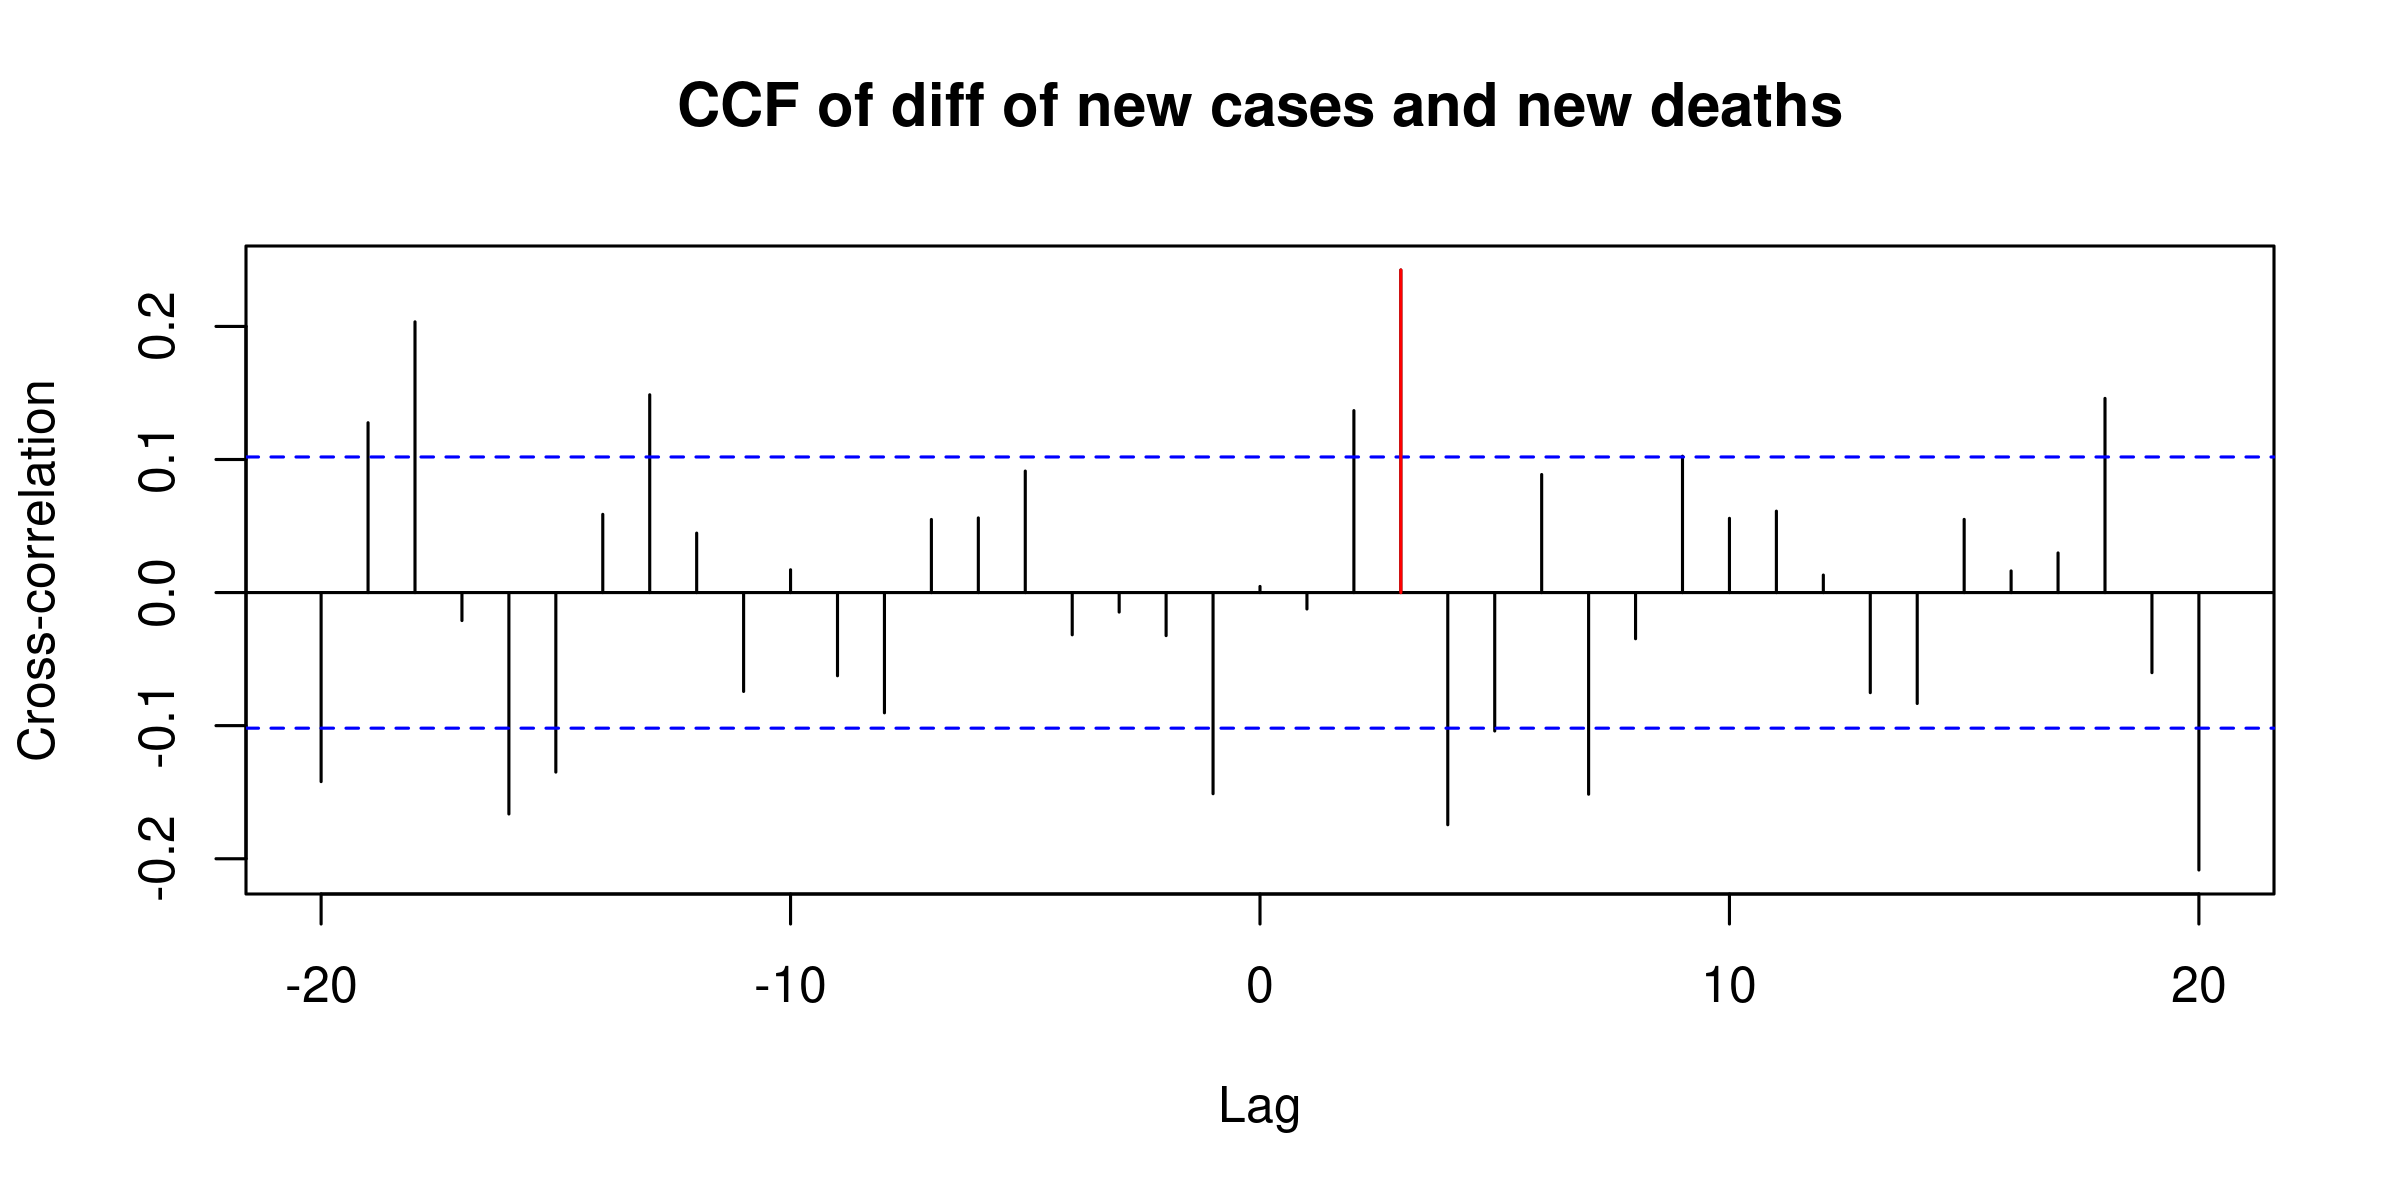 CCF of diff of new cases and new deaths
Cross-correlation
0.2
0.1
0.0
-0.1
-0.2
-20 -10 0 10 20
Lag